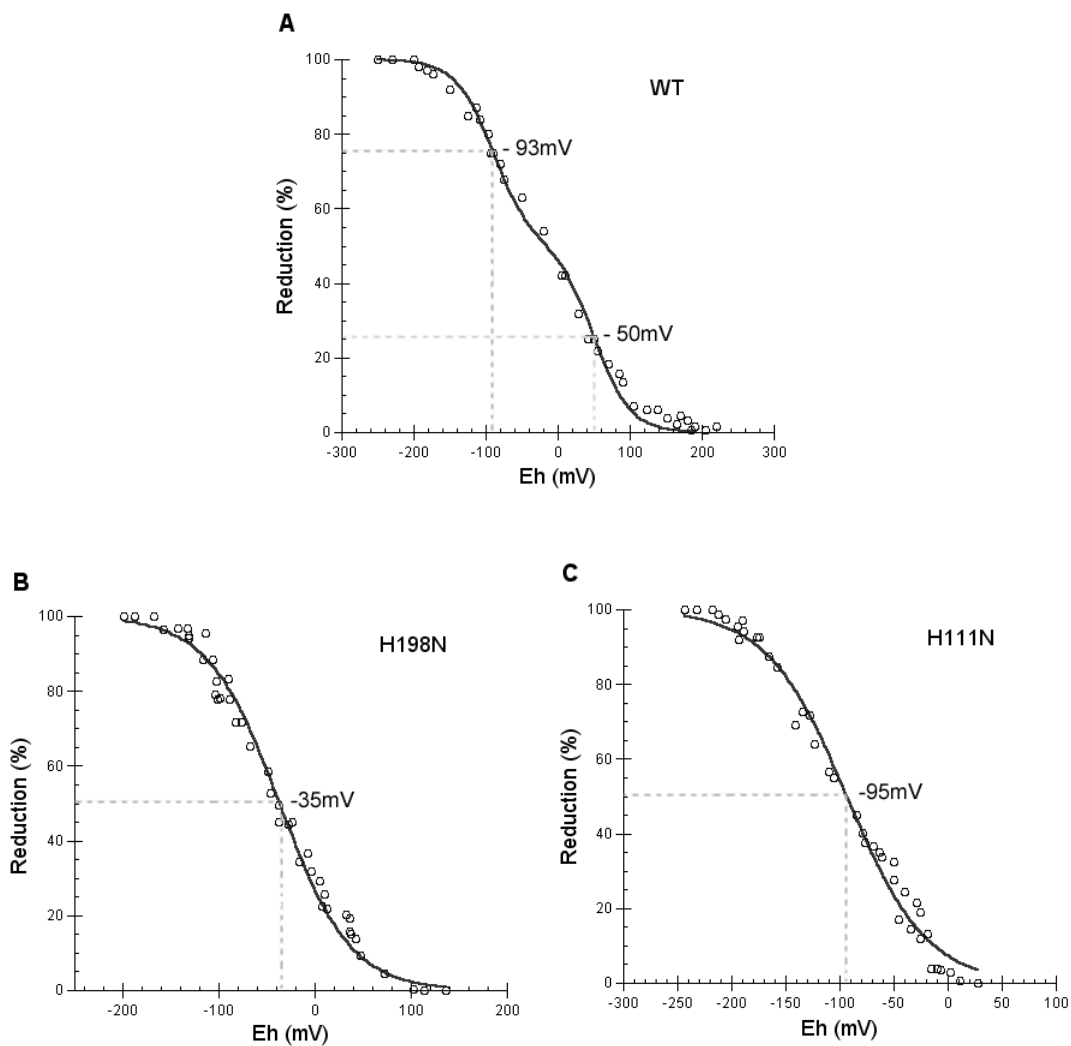 A
WT
100
80
60
40
20
0
Reduction (%)
- 93mV
- 50mV
-300 -200 -100 0 100 200 300
Eh (mV)
B
H198N
100
80
60
40
20
0
Reduction (%)
-35mV
-200 -100 0 100 200
Eh (mV)
C
H111N
100
80
60
40
20
0
Reduction (%)
-95mV
-300 -250 -200 -150 -100 -50 0 50 100
Eh (mV)